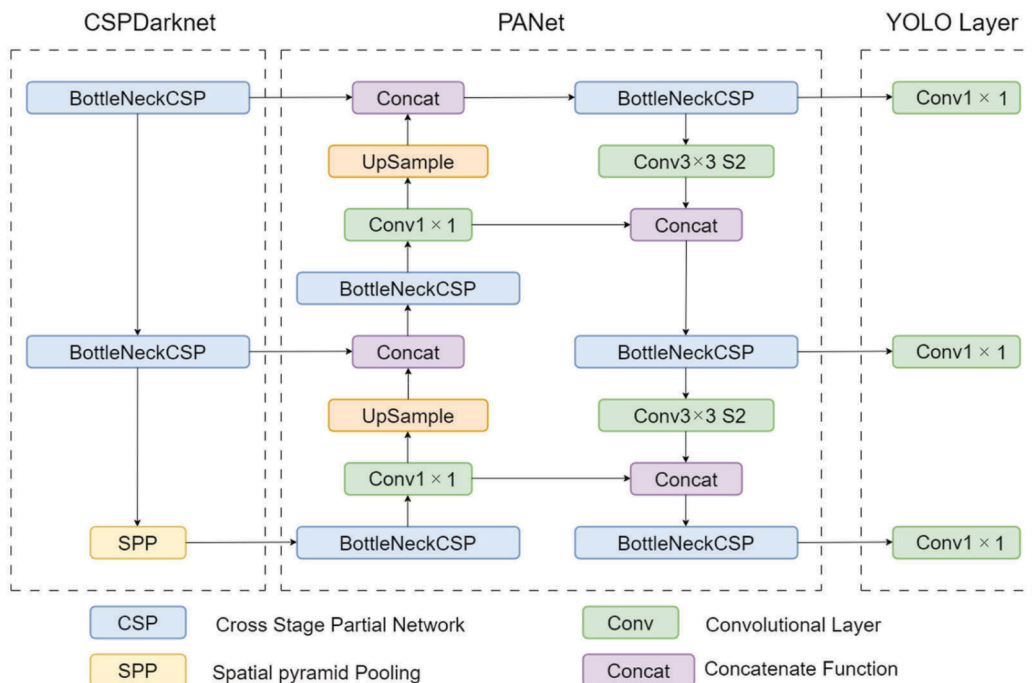 CSPDarknet PANet YOLO Layer
BottleNeckCSP Concat BottleNeckCSP Conv1 × 1
UpSample Conv3×3 S2
Conv1 × 1 Concat
BottleNeckCSP
BottleNeckCSP Concat BottleNeckCSP Conv1 × 1
UpSample Conv3×3 S2
Conv1 × 1 Concat
SPP BottleNeckCSP BottleNeckCSP Conv1 × 1
CSP Cross Stage Partial Network Conv Convolutional Layer
SPP Spatial pyramid Pooling Concat Concatenate Function